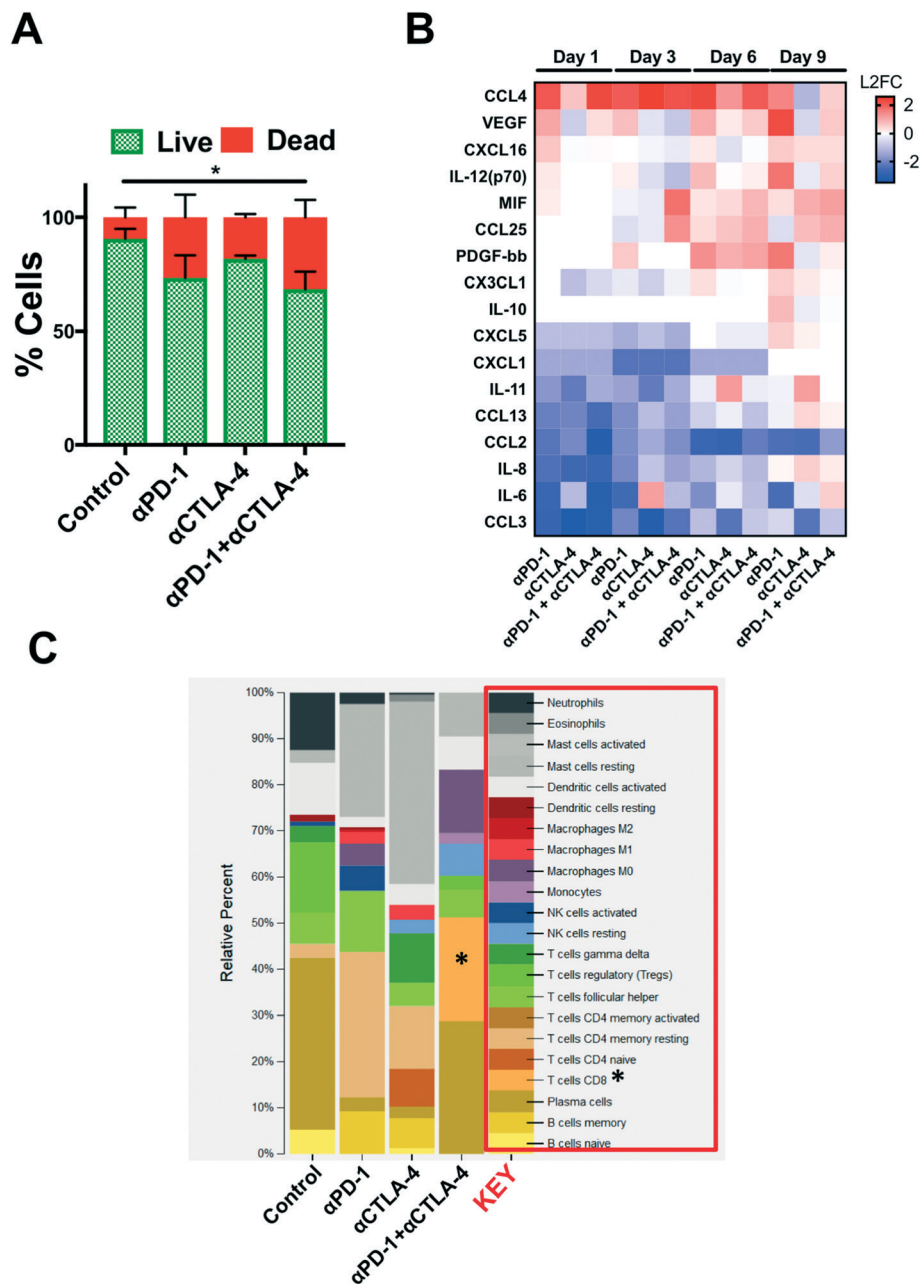 A
Live Dead
*
% Cells
100
50
0
Control
αPD-1
αCTLA-4
αPD-1+αCTLA-4
B
Day 1 Day 3 Day 6 Day 9
L2FC
2
0
-2
CCL4
VEGF
CXCL16
IL-12(p70)
MIF
CCL25
PDGF-bb
CX3CL1
IL-10
CXCL5
CXCL1
IL-11
CCL13
CCL2
IL-8
IL-6
CCL3
αPD-1
αCTLA-4
αPD-1 + αCTLA-4
αPD-1
αCTLA-4
αPD-1 + αCTLA-4
αPD-1
αCTLA-4
αPD-1 + αCTLA-4
αPD-1
αCTLA-4
αPD-1 + αCTLA-4
C
Relative Percent
100%
90%
80%
70%
60%
50%
40%
30%
20%
10%
0%
*
Neutrophils
Eosinophils
Mast cells activated
Mast cells resting
Dendritic cells activated
Dendritic cells resting
Macrophages M2
Macrophages M1
Macrophages M0
Monocytes
NK cells activated
NK cells resting
T cells gamma delta
T cells regulatory (Tregs)
T cells follicular helper
T cells CD4 memory activated
T cells CD4 memory resting
T cells CD4 naive
T cells CD8 *
Plasma cells
B cells memory
B cells naive
Control
αPD-1
αCTLA-4
αPD-1+αCTLA-4
KEY